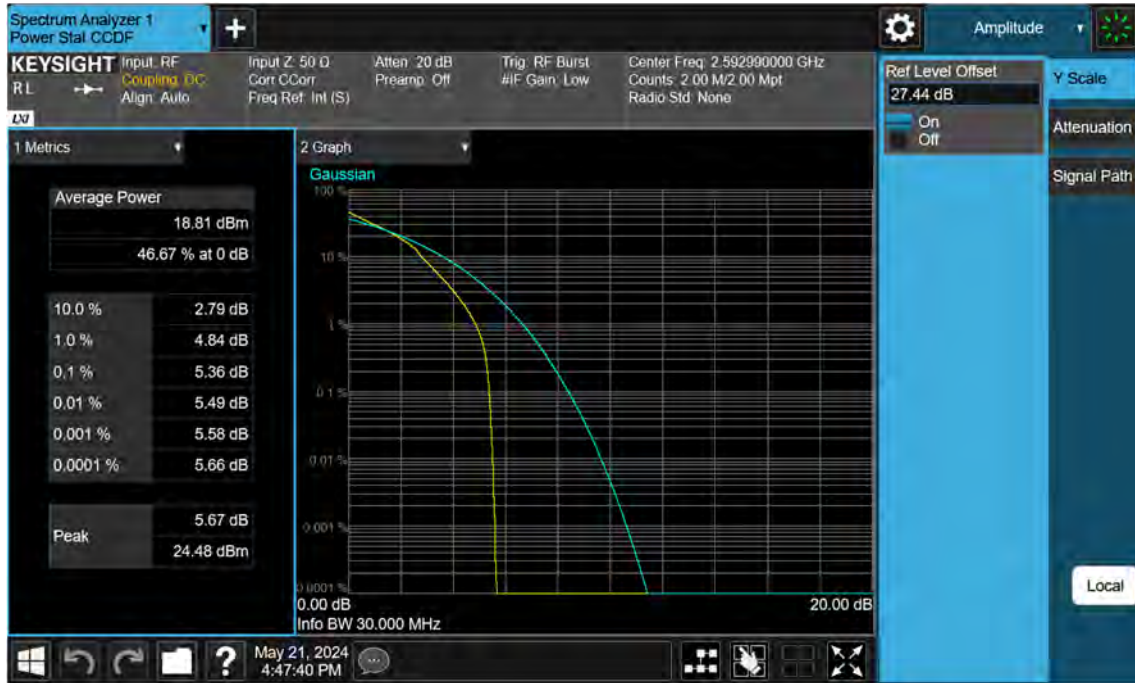 Spectrum Analyzer 1
Power Stat CCDF
+
Amplitude
KEYSIGHT
RL
LXI
Input: RF
Coupling: DC
Align: Auto
Input Z: 50 Ω
Corr CCorr
Freq Ref: Int (S)
Atten: 20 dB
Preamp: Off
Trig: RF Burst
#IF Gain: Low
Center Freq: 2.592990000 GHz
Counts: 2.00 M/2.00 Mpt
Radio Std: None
Ref Level Offset
27.44 dB
On
Off
Y Scale
Attenuation
Signal Path
1 Metrics
Average Power
18.81 dBm
46.67 % at 0 dB
10.0 % 2.79 dB
1.0 % 4.84 dB
0.1 % 5.36 dB
0.01 % 5.49 dB
0.001 % 5.58 dB
0.0001 % 5.66 dB
Peak
5.67 dB
24.48 dBm
2 Graph
Gaussian
100 %
10 %
1 %
0.1 %
0.01 %
0.001 %
0.0001 %
0.00 dB 20.00 dB
Info BW 30.000 MHz
Local
?
May 21, 2024
4:47:40 PM